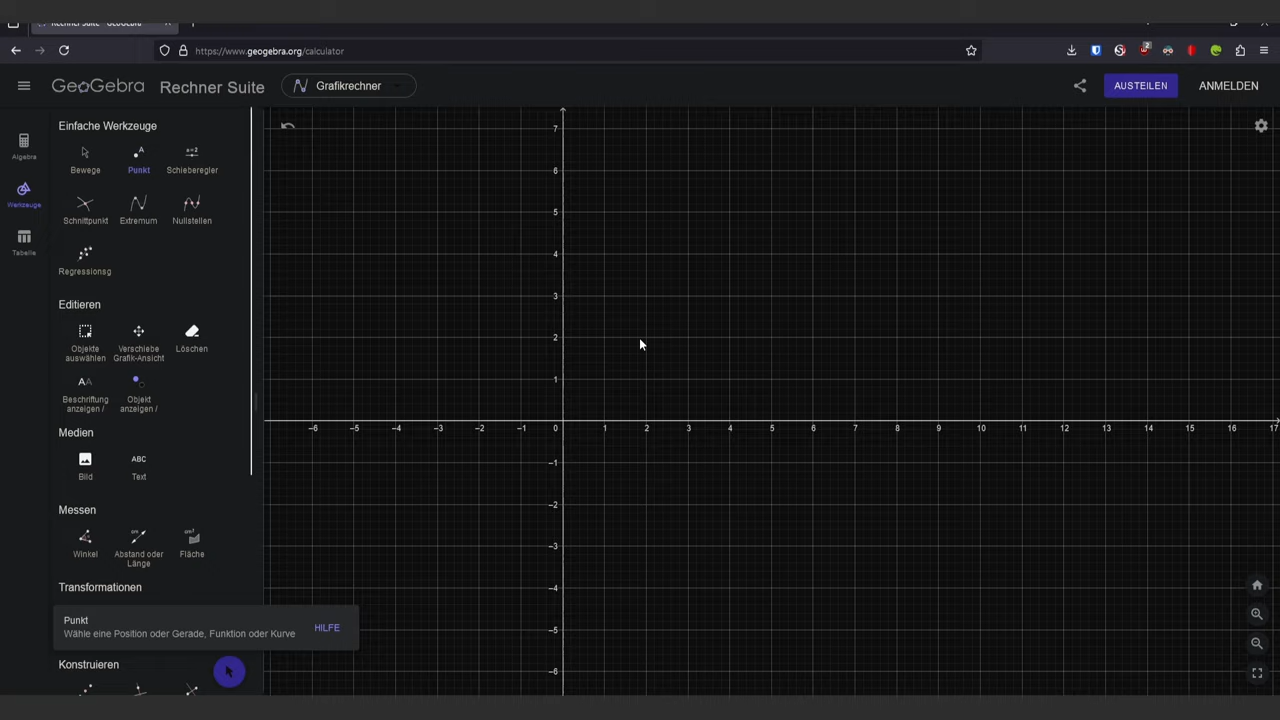 Rechner Suite - GeoGebra
https://www.geogebra.org/calculator
2
GeoGebra
Rechner Suite
Grafikrechner
AUSTEILEN
ANMELDEN
Algebra
Werkzeuge
Tabelle
Einfache Werkzeuge
Bewege
Punkt
a=2
Schieberegler
A
Schnittpunkt
Extremum
Nullstellen
Regressionsg
Editieren
Objekte
auswählen
Verschiebe
Grafik-Ansicht
Löschen
AA
Beschriftung
anzeigen /
Objekt
anzeigen /
Medien
Bild
ABC
Text
Messen
Winkel
cm
Abstand oder
Länge
cm²
Fläche
Transformationen
Punkt
Wähle eine Position oder Gerade, Funktion oder Kurve
HILFE
Konstruieren
7
6
5
4
3
2
1
–6 –5 –4 –3 –2 –1 0 1 2 3 4 5 6 7 8 9 10 11 12 13 14 15 16 17
–1
–2
–3
–4
–5
–6